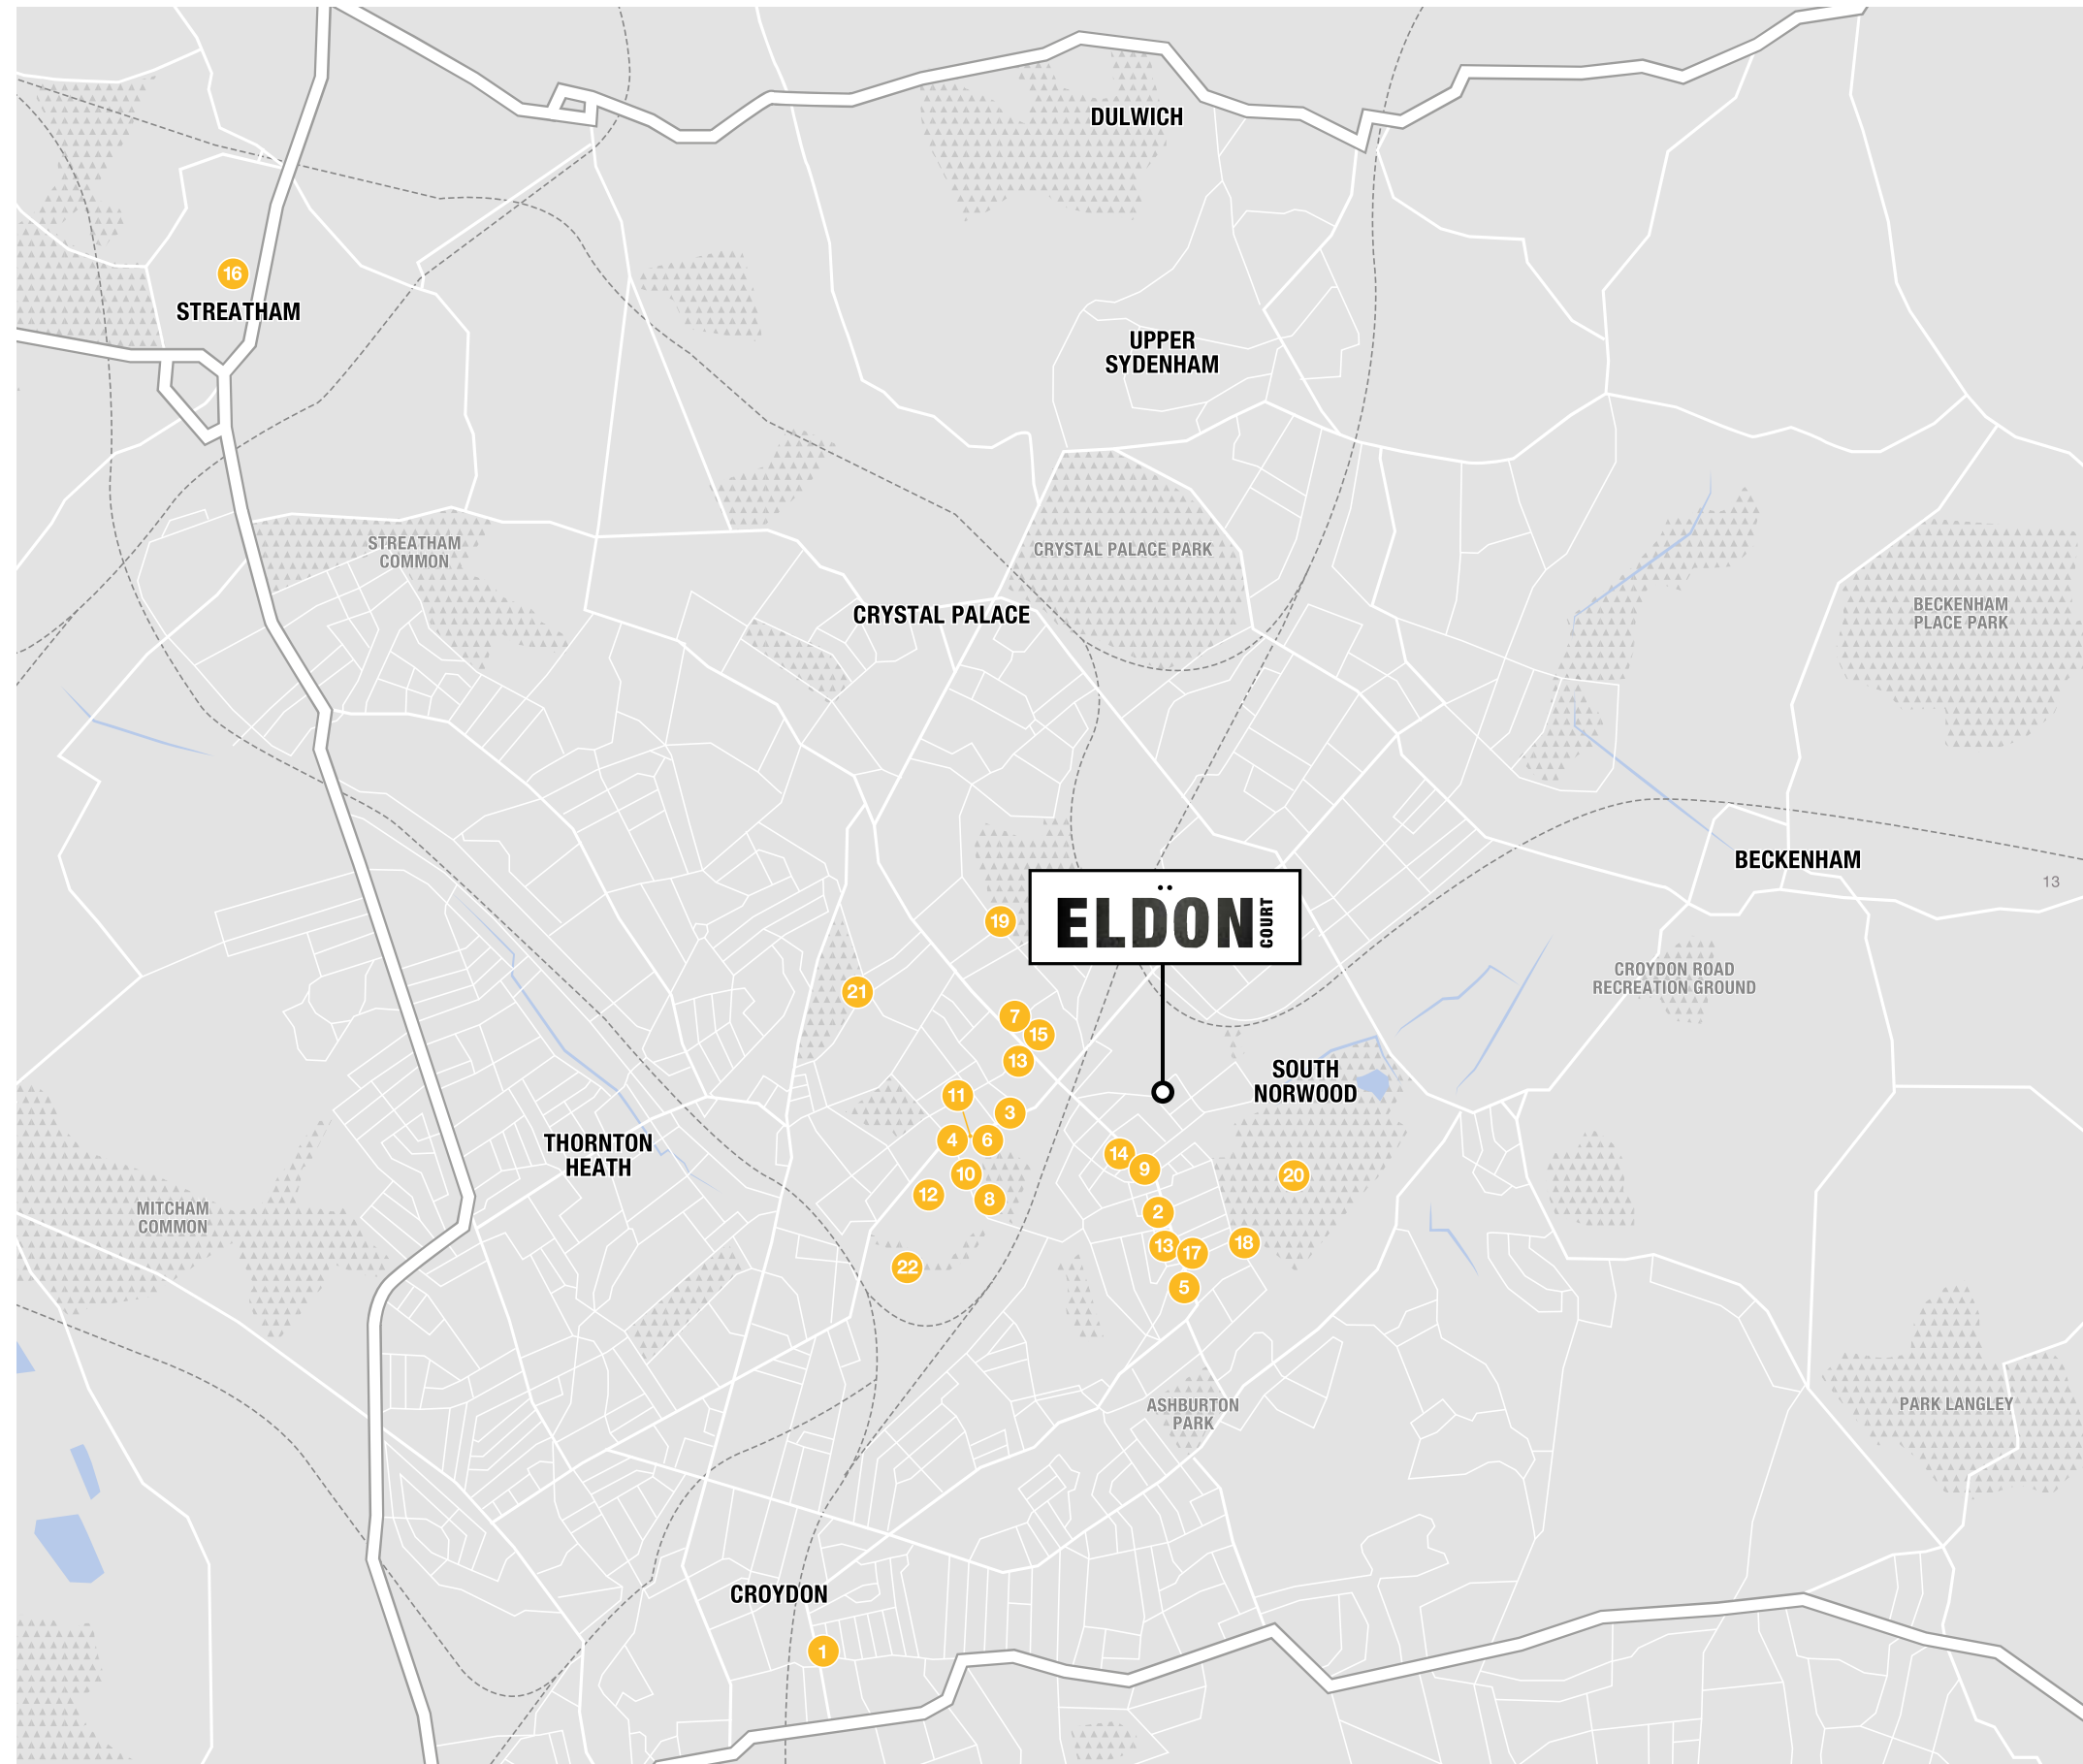 DULWICH
16
STREATHAM
UPPER
SYDENHAM
STREATHAM
COMMON
CRYSTAL PALACE PARK
CRYSTAL PALACE
BECKENHAM
PLACE PARK
BECKENHAM
13
ELDÖN
COURT
19
CROYDON ROAD
RECREATION GROUND
21
7
15
13
SOUTH
NORWOOD
11
3
4
6
THORNTON
HEATH
14
9
10
20
12
8
MITCHAM
COMMON
2
13
17
18
22
5
ASHBURTON
PARK
PARK LANGLEY
CROYDON
1